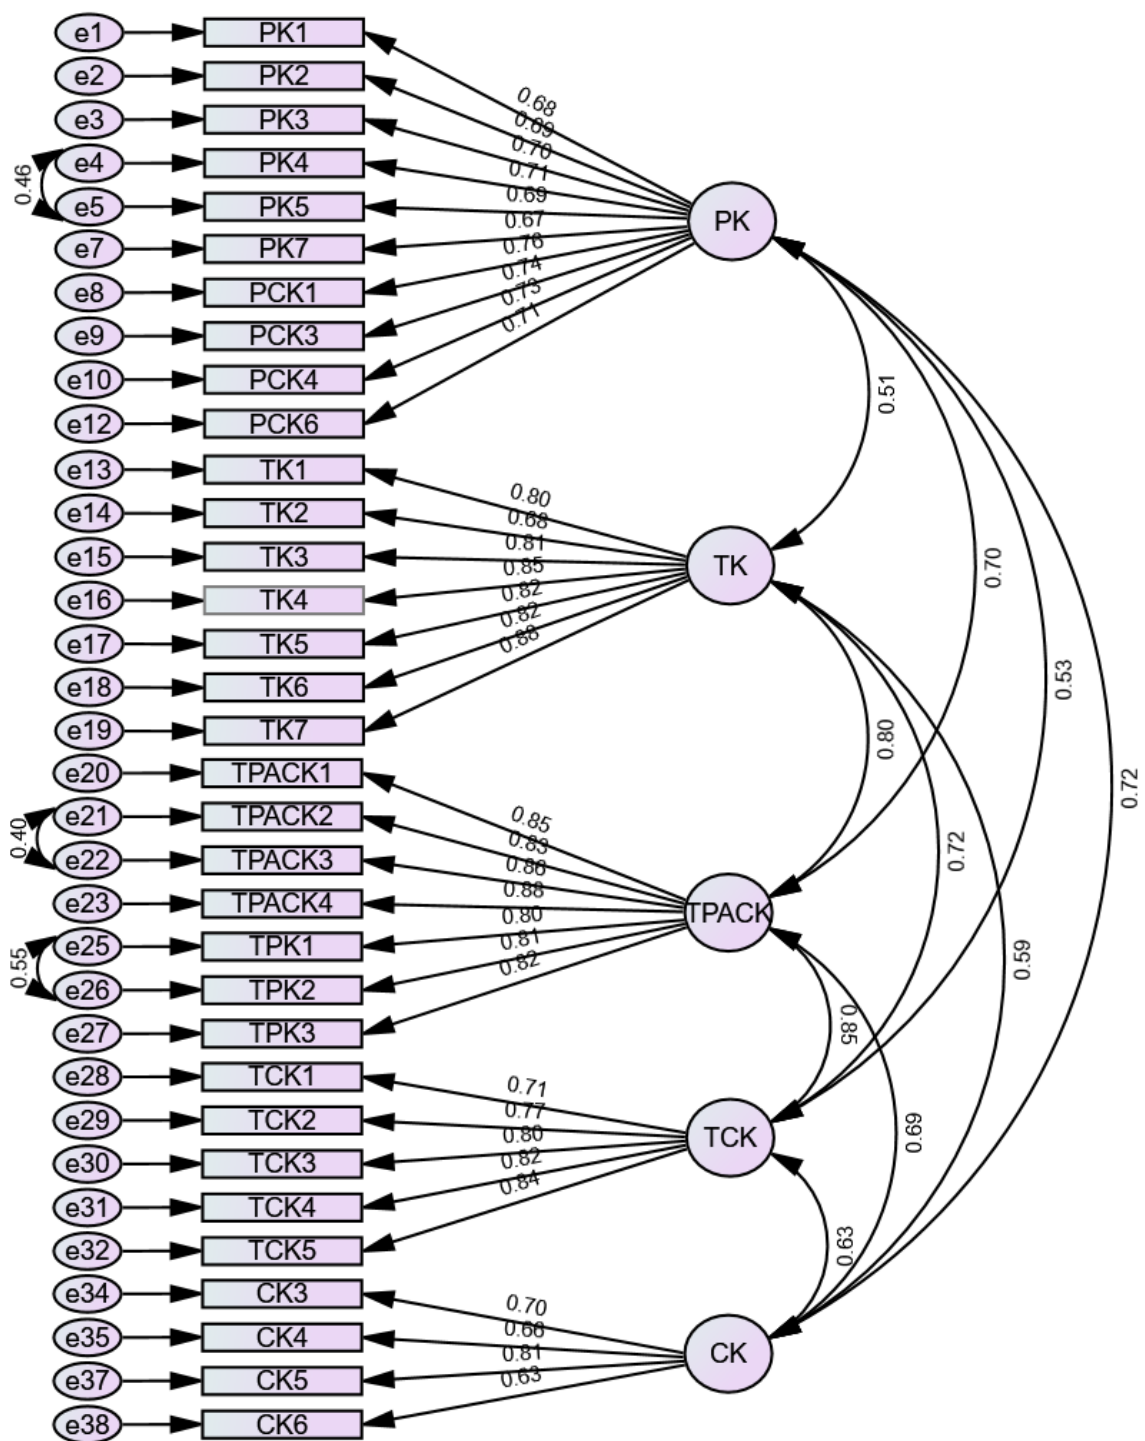 e1 PK1
e2 PK2
e3 PK3
e4 PK4
e5 PK5
e7 PK7
e8 PCK1
e9 PCK3
e10 PCK4
e12 PCK6
e13 TK1
e14 TK2
e15 TK3
e16 TK4
e17 TK5
e18 TK6
e19 TK7
e20 TPACK1
e21 TPACK2
e22 TPACK3
e23 TPACK4
e25 TPK1
e26 TPK2
e27 TPK3
e28 TCK1
e29 TCK2
e30 TCK3
e31 TCK4
e32 TCK5
e34 CK3
e35 CK4
e37 CK5
e38 CK6
0.46
0.40
0.55
0.68
0.69
0.70
0.71
0.69
0.67
0.76
0.74
0.73
0.71
0.80
0.68
0.81
0.85
0.82
0.82
0.88
0.85
0.83
0.86
0.88
0.80
0.81
0.82
0.71
0.77
0.80
0.82
0.84
0.70
0.68
0.81
0.63
PK
TK
TPACK
TCK
CK
0.51
0.70
0.53
0.72
0.80
0.72
0.59
0.85
0.69
0.63